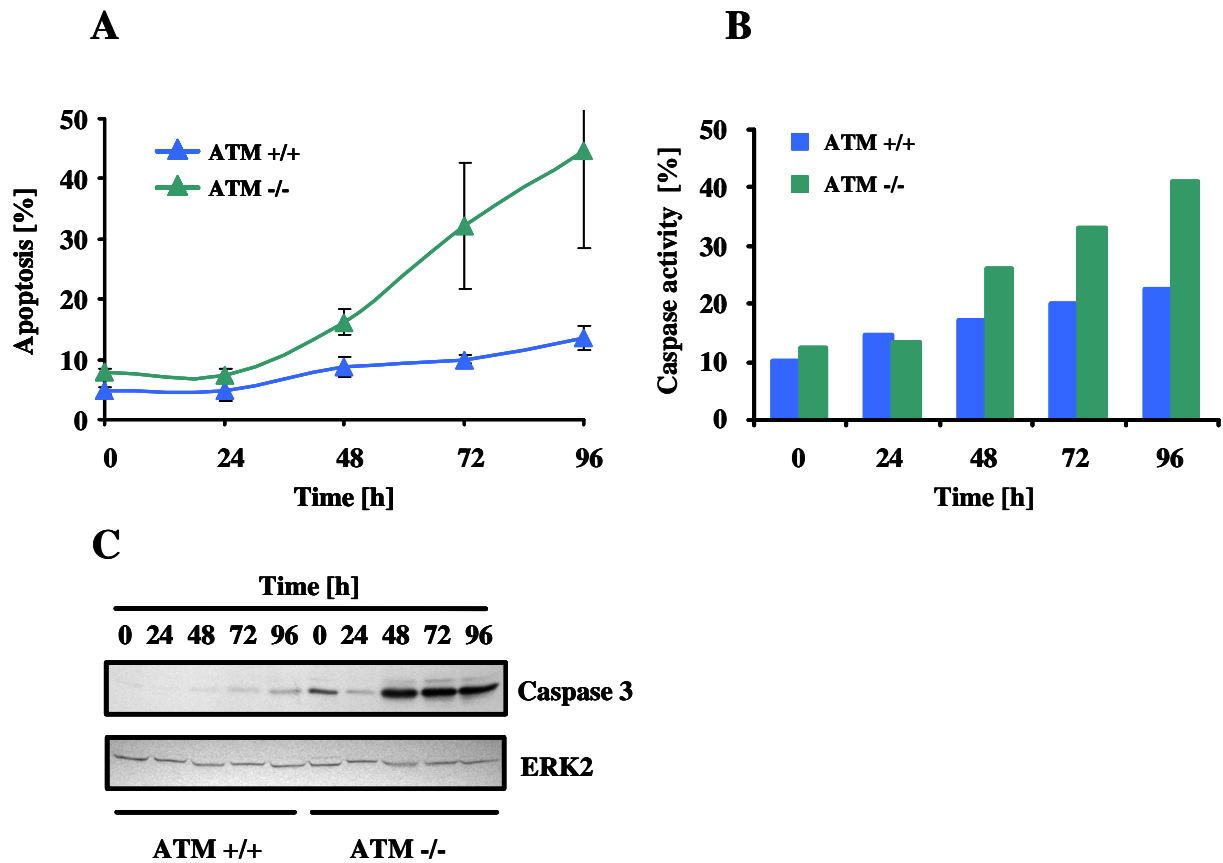 A
50
40
30
20
10
0
Apoptosis [%]
ATM +/+
ATM -/-
0 24 48 72 96
Time [h]
B
50
40
30
20
10
0
Caspase activity [%]
ATM +/+
ATM -/-
0 24 48 72 96
Time [h]
C
Time [h]
0 24 48 72 96 0 24 48 72 96
Caspase 3
ERK2
ATM +/+ ATM -/-